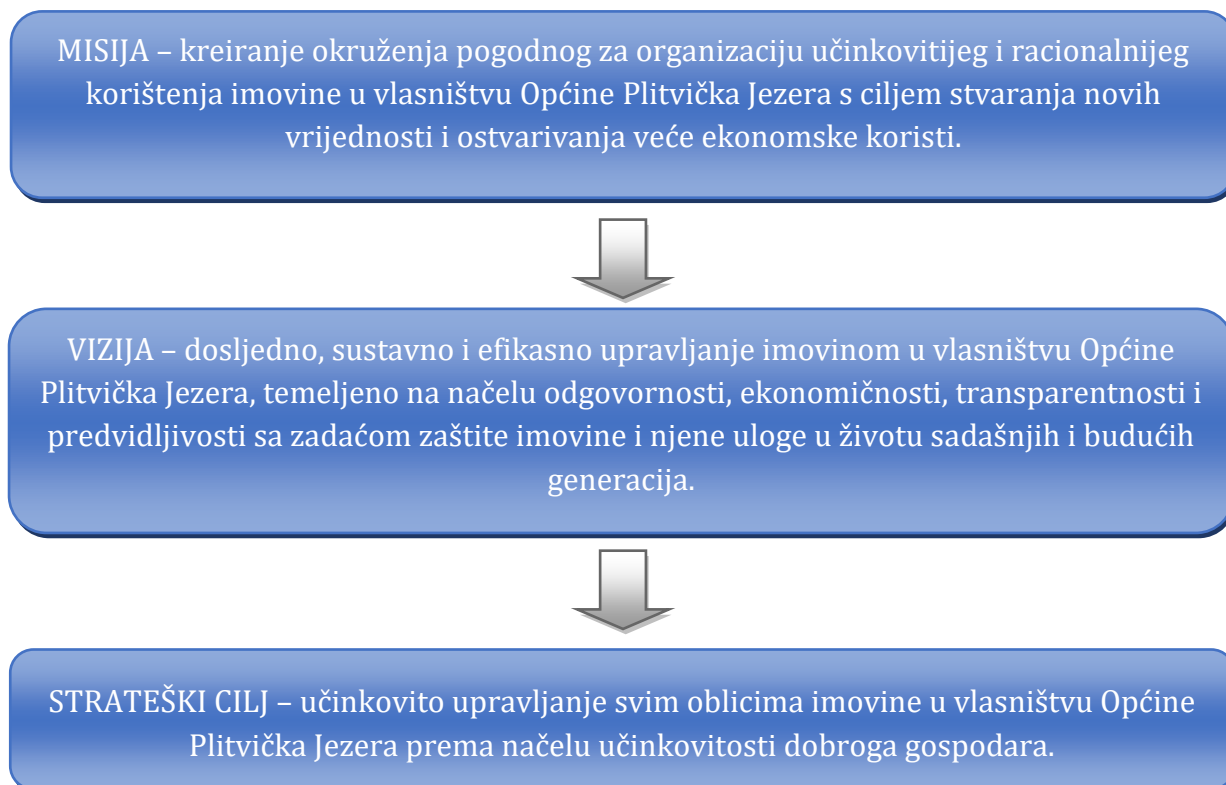 MISIJA – kreiranje okruženja pogodnog za organizaciju učinkovitijeg i racionalnijeg
korištenja imovine u vlasništvu Općine Plitvička Jezera s ciljem stvaranja novih
vrijednosti i ostvarivanja veće ekonomske koristi.
VIZIJA – dosljedno, sustavno i efikasno upravljanje imovinom u vlasništvu Općine
Plitvička Jezera, temeljeno na načelu odgovornosti, ekonomičnosti, transparentnosti i
predvidljivosti sa zadaćom zaštite imovine i njene uloge u životu sadašnjih i budućih
generacija.
STRATEŠKI CILJ – učinkovito upravljanje svim oblicima imovine u vlasništvu Općine
Plitvička Jezera prema načelu učinkovitosti dobroga gospodara.